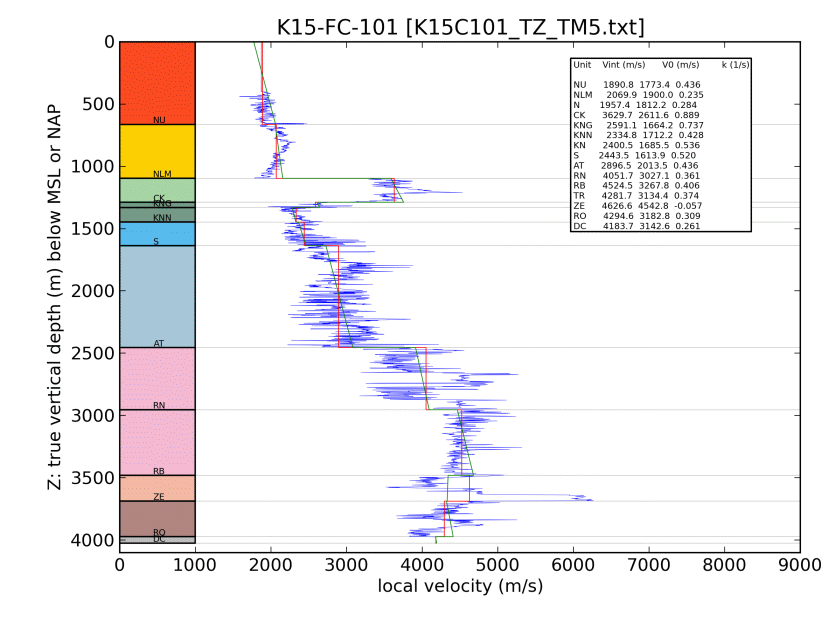 K15-FC-101 [K15C101_TZ_TM5.txt]
Z: true vertical depth (m) below MSL or NAP
0
500
1000
1500
2000
2500
3000
3500
4000
NU
NLM
CK
KNG
KNN
S
AT
RN
RB
ZE
RO
DC
Unit Vint (m/s) V0 (m/s) k (1/s)
NU 1890.8 1773.4 0.436
NLM 2069.9 1900.0 0.235
N 1957.4 1812.2 0.284
CK 3629.7 2611.6 0.889
KNG 2591.1 1664.2 0.737
KNN 2334.8 1712.2 0.428
KN 2400.5 1685.5 0.536
S 2443.5 1613.9 0.520
AT 2896.5 2013.5 0.436
RN 4051.7 3027.1 0.361
RB 4524.5 3267.8 0.406
TR 4281.7 3134.4 0.374
ZE 4626.6 4542.8 -0.057
RO 4294.6 3182.8 0.309
DC 4183.7 3142.6 0.261
0 1000 2000 3000 4000 5000 6000 7000 8000 9000
local velocity (m/s)